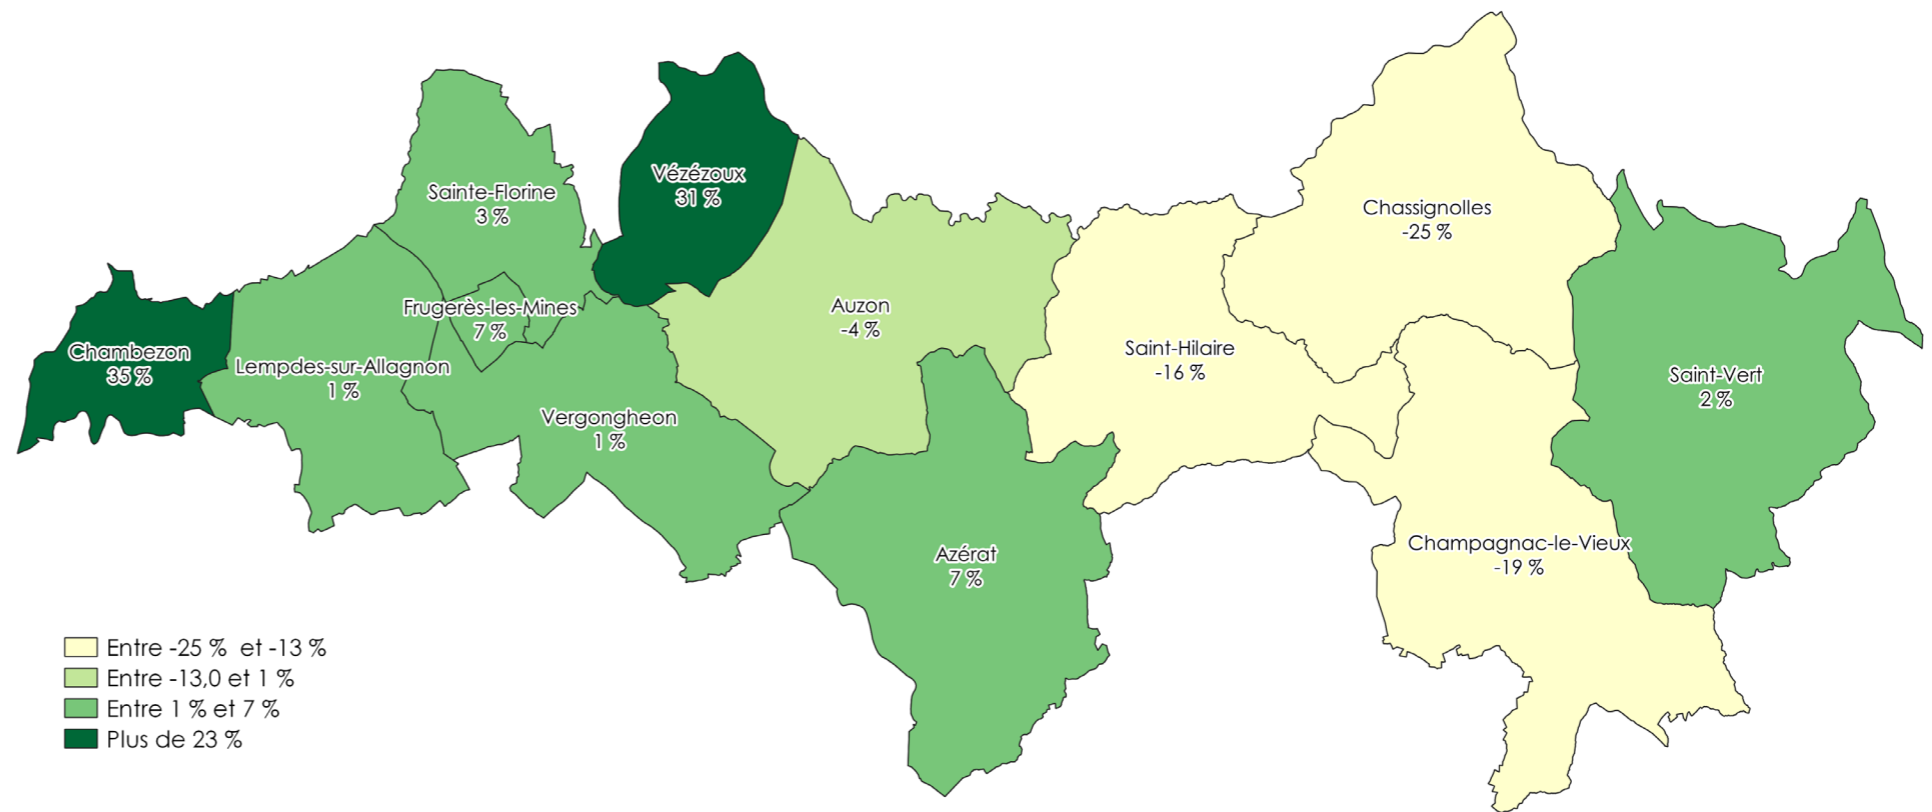 Sainte-Florine
3 %
Vézézoux
31 %
Chassignolles
-25 %
Frugerès-les-Mines
7 %
Auzon
-4 %
Chambezon
35 %
Lempdes-sur-Allagnon
1 %
Saint-Hilaire
-16 %
Saint-Vert
2 %
Vergongheon
1 %
Azérat
7 %
Champagnac-le-Vieux
-19 %
Entre -25 % et -13 %
Entre -13,0 et 1 %
Entre 1 % et 7 %
Plus de 23 %